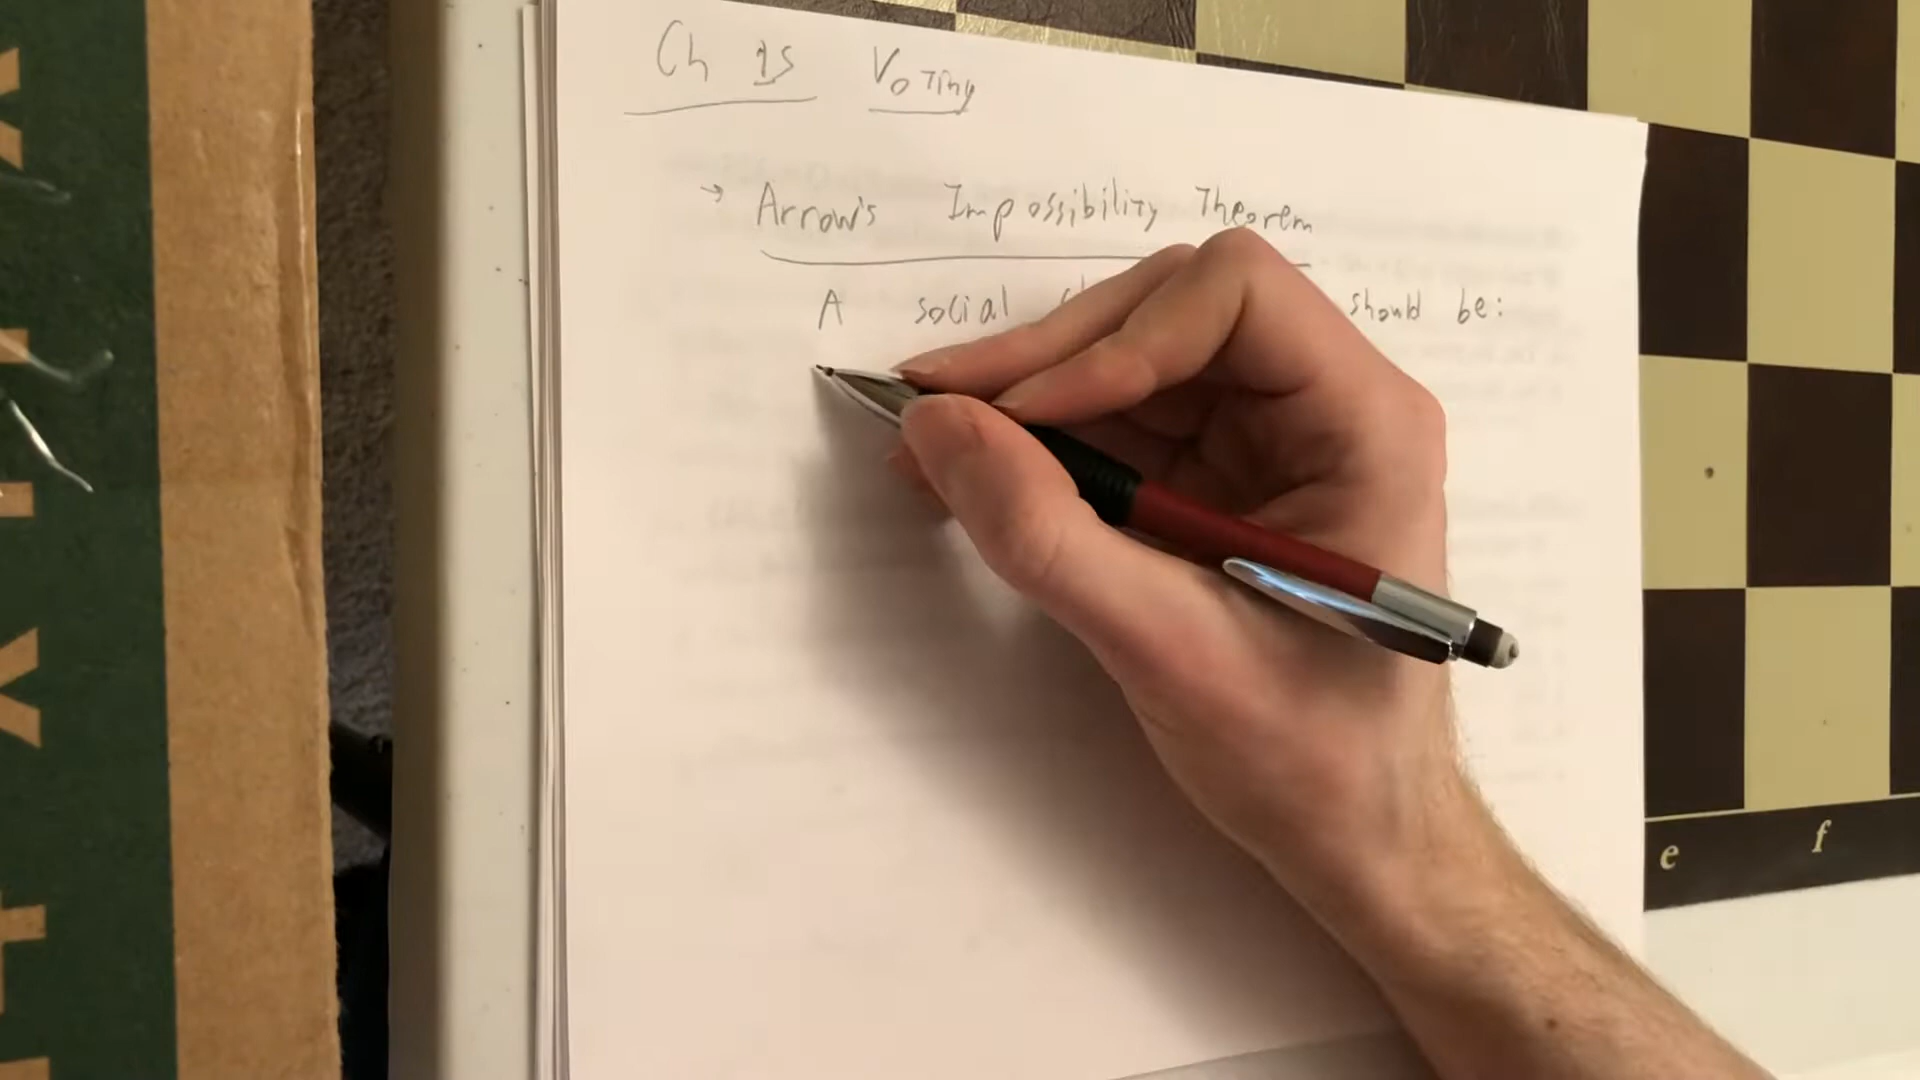 Ch 15 Voting
→ Arrow's Impossibility Theorem
A social should be:
e f